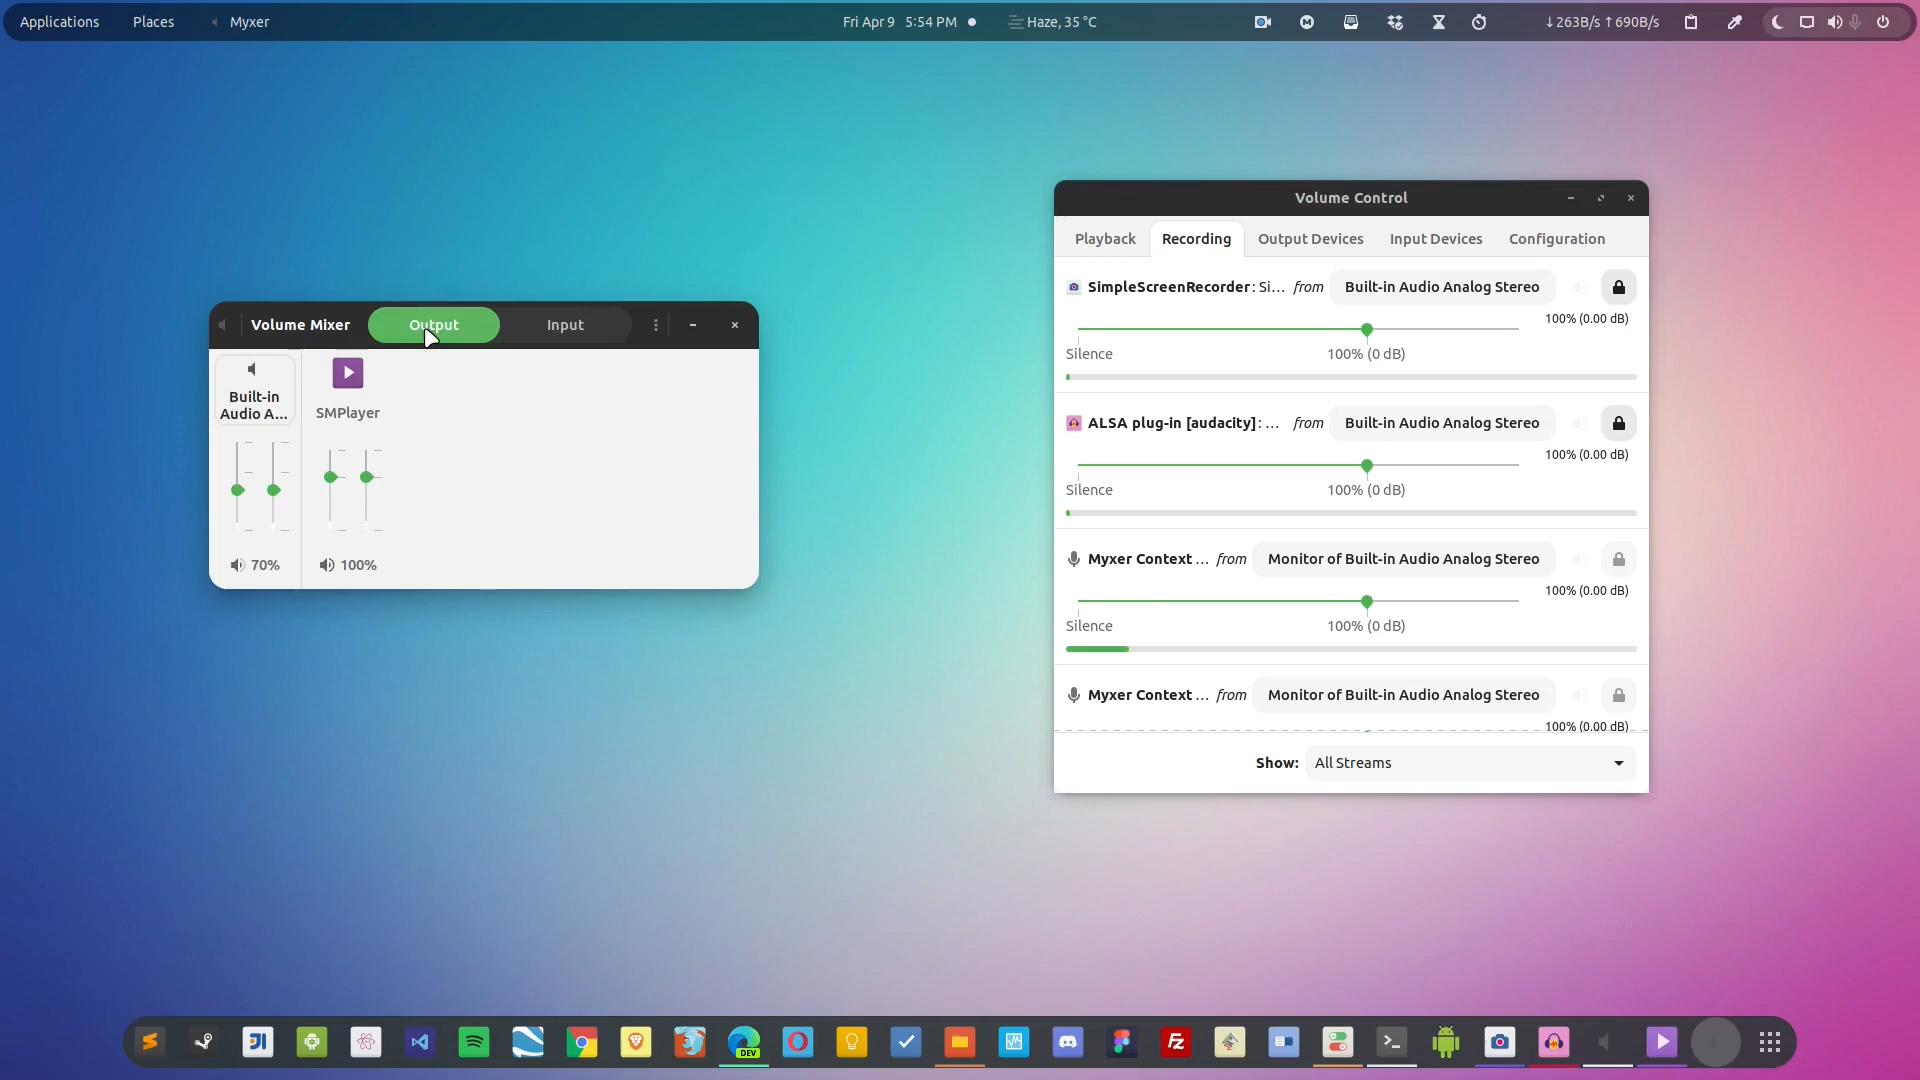 Applications Places Myxer Fri Apr 9 5:54 PM Haze, 35 °C ↓263B/s ↑690B/s
Volume Mixer Output Input
Built-in
Audio A...
SMPlayer
70% 100%
Volume Control
Playback Recording Output Devices Input Devices Configuration
SimpleScreenRecorder: Si... from Built-in Audio Analog Stereo
100% (0.00 dB)
Silence 100% (0 dB)
ALSA plug-in [audacity]: ... from Built-in Audio Analog Stereo
100% (0.00 dB)
Silence 100% (0 dB)
Myxer Context ... from Monitor of Built-in Audio Analog Stereo
100% (0.00 dB)
Silence 100% (0 dB)
Myxer Context ... from Monitor of Built-in Audio Analog Stereo
100% (0.00 dB)
Show: All Streams
DEV